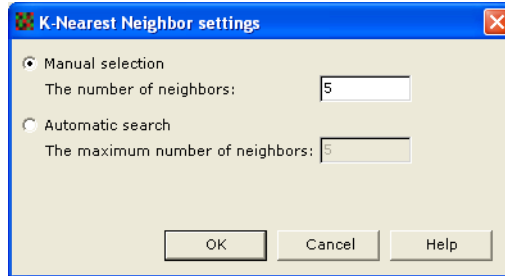 K-Nearest Neighbor settings
Manual selection
The number of neighbors: 5
Automatic search
The maximum number of neighbors: 5
OK Cancel Help